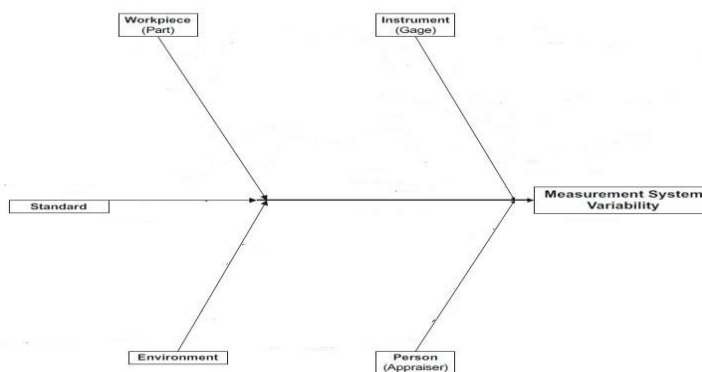 Workpiece
(Part)
Instrument
(Gage)
Standard
Measurement System
Variability
Environment
Person
(Appraiser)